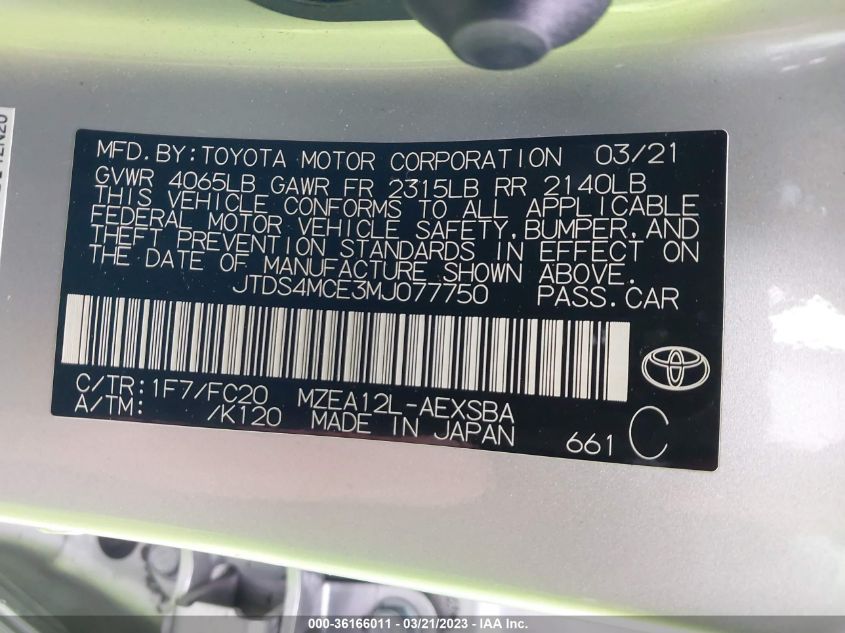 MFD. BY: TOYOTA MOTOR CORPORATION 03/21
GVWR 4065LB GAWR FR 2315LB RR 2140LB
THIS VEHICLE CONFORMS TO ALL APPLICABLE
FEDERAL MOTOR VEHICLE SAFETY, BUMPER, AND
THEFT PREVENTION STANDARDS IN EFFECT ON
THE DATE OF MANUFACTURE SHOWN ABOVE.
JTDS4MCE3MJ077750 PASS. CAR
C/TR: 1F7/FC20 MZEA12L-AEXSBA
A/TM: /K120 MADE IN JAPAN 661 C
000-36166011 — 03/21/2023 — IAA, Inc.